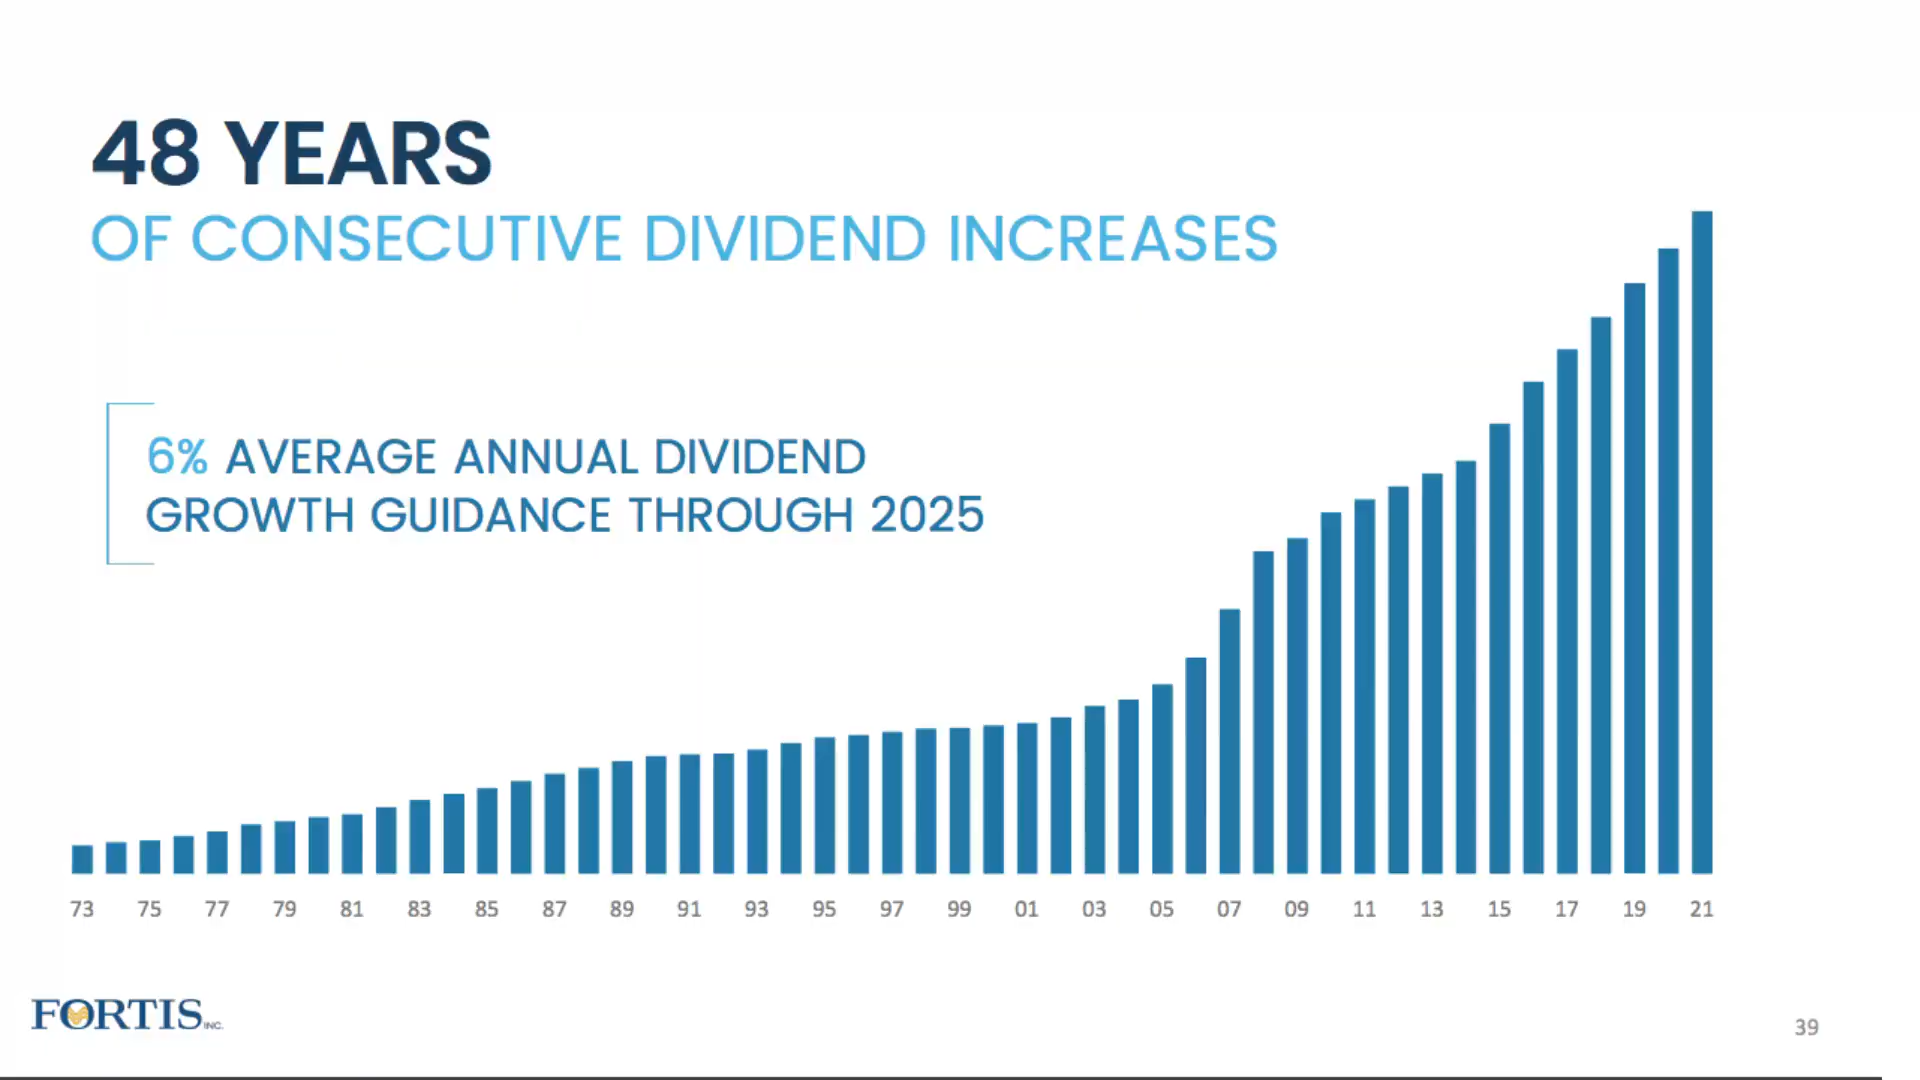 48 YEARS
OF CONSECUTIVE DIVIDEND INCREASES
6% AVERAGE ANNUAL DIVIDEND
GROWTH GUIDANCE THROUGH 2025
73 75 77 79 81 83 85 87 89 91 93 95 97 99 01 03 05 07 09 11 13 15 17 19 21
FORTIS INC.
39